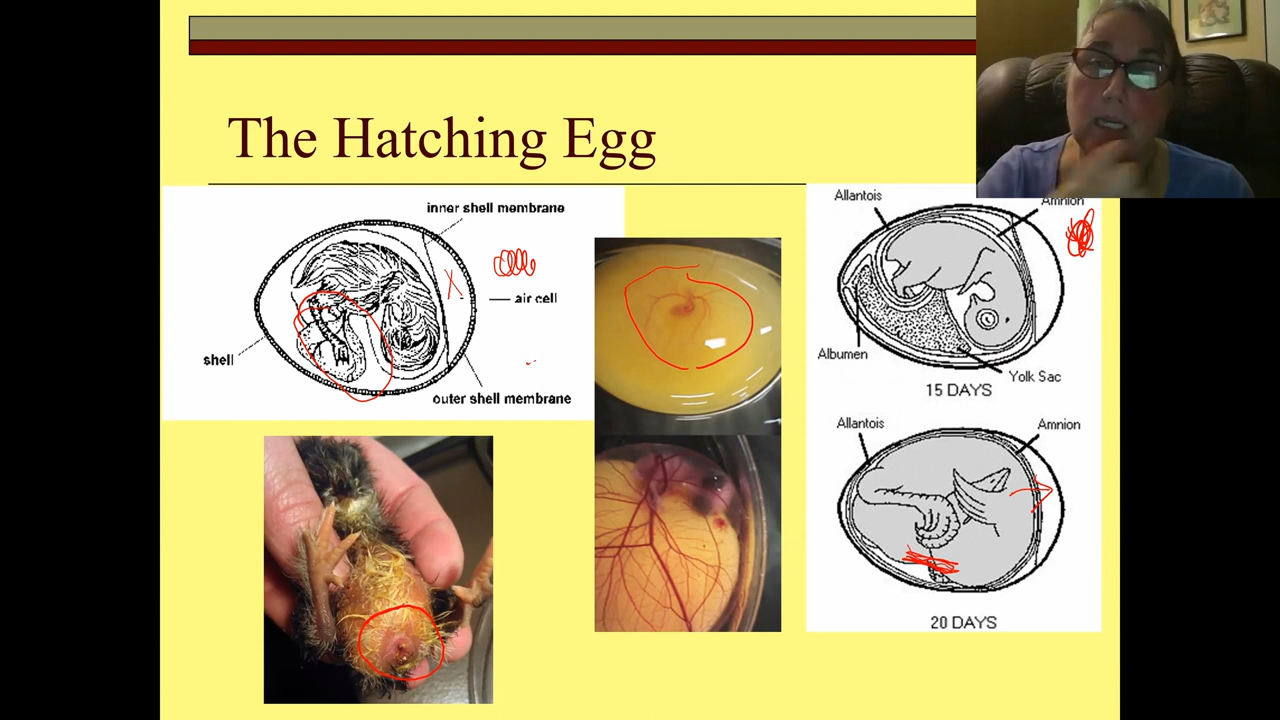 The Hatching Egg
inner shell membrane
air cell
shell
outer shell membrane
Allantois
Amnion
Albumen
Yolk Sac
15 DAYS
Allantois
Amnion
20 DAYS